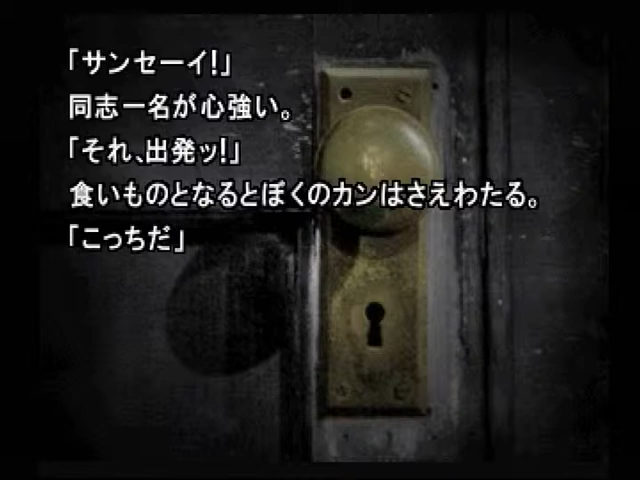 「サンセーイ！」
同志一名が心強い。
「それ、出発ッ！」
食いものとなるとぼくのカンはさえわたる。
「こっちだ」